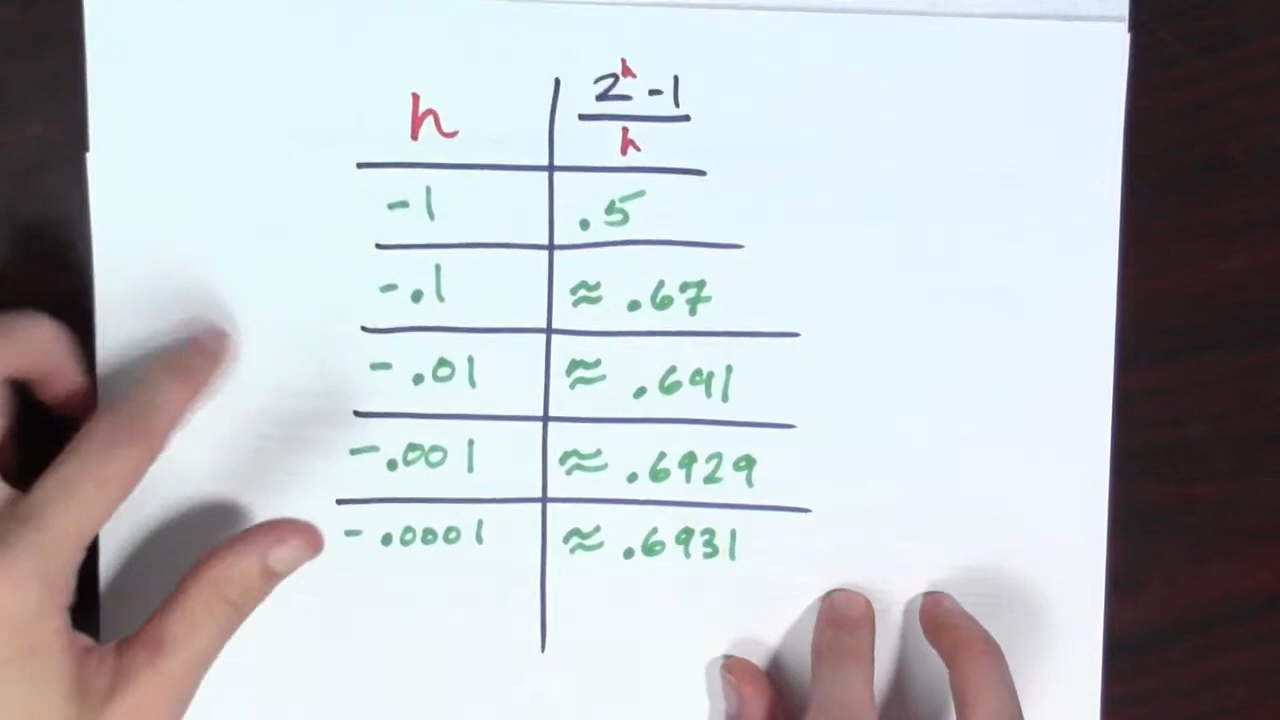 h | 2^h -1 / h
-1 | .5
-.1 | ≈ .67
-.01 | ≈ .691
-.001 | ≈ .6929
-.0001 | ≈ .6931